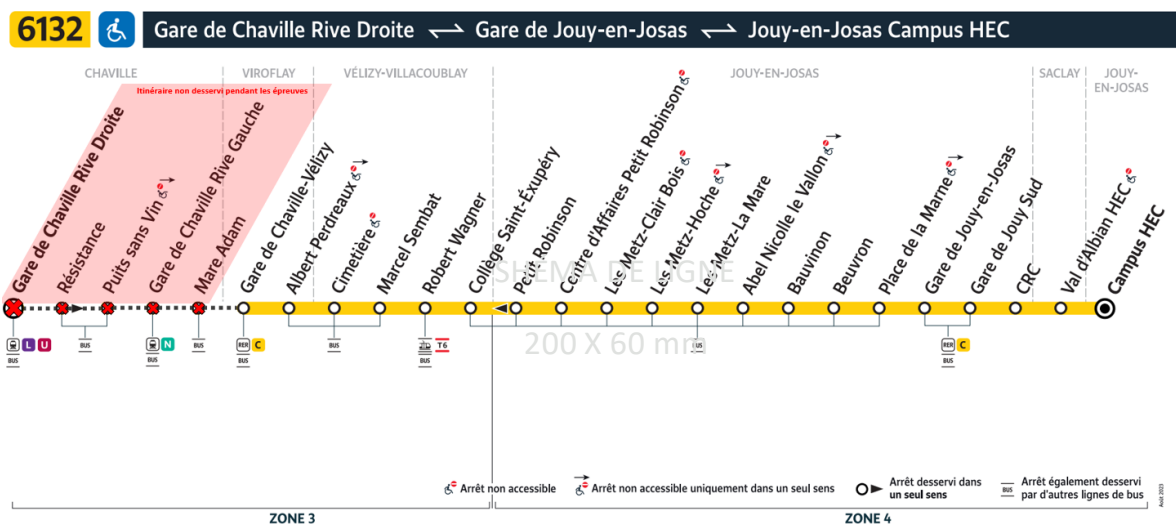 6132 Gare de Chaville Rive Droite Gare de Jouy-en-Josas Jouy-en-Josas Campus HEC
CHAVILLE VIROFLAY VÉLIZY-VILLACOUBLAY JOUY-EN-JOSAS SACLAY JOUY-
EN-JOSAS
Itinéraire non desservi pendant les épreuves
Gare de Chaville Rive Droite
Résistance
Puits sans Vin
Gare de Chaville Rive Gauche
Mare Adam
Gare de Chaville-Vélizy
Albert Perdreaux
Cimetière
Marcel Sembat
Robert Wagner
Collège Saint-Éxupéry
Petit Robinson
Centre d'Affaires Petit Robinson
Les Metz-Clair Bois
Les Metz-Hoche
Les Metz-La Mare
Abel Nicolle le Vallon
Bauvinon
Beuvron
Place de la Marne
Gare de Jouy-en-Josas
Gare de Jouy Sud
CRC
Val d'Albian HEC
Campus HEC
SHEMA DE LIGNE
200 X 60 mm
L U
BUS
BUS
N
BUS
BUS
RER C
BUS
BUS
T6
BUS
BUS
RER C
BUS
Arrêt non accessible
Arrêt non accessible uniquement dans un seul sens
Arrêt desservi dans
un seul sens
BUS
Arrêt également desservi
par d'autres lignes de bus
Août 2023
ZONE 3 ZONE 4